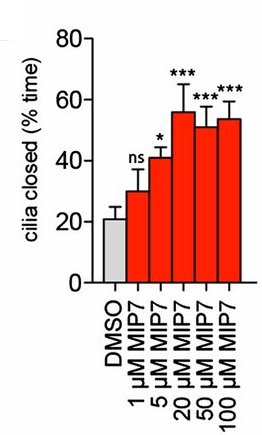 cilia closed (% time)
80
60
40
20
0
ns
*
***
***
***
DMSO
1 µM MIP7
5 µM MIP7
20 µM MIP7
50 µM MIP7
100 µM MIP7